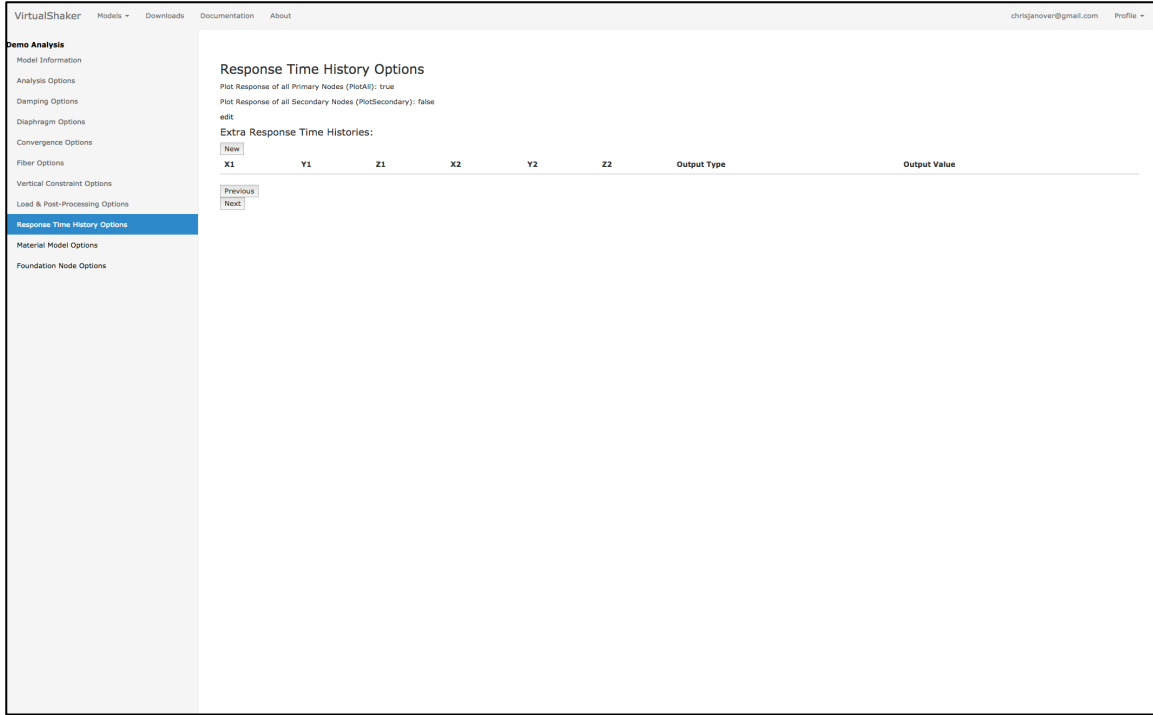 VirtualShaker Models Downloads Documentation About chrisjanover@gmail.com Profile
Demo Analysis
Model Information
Analysis Options
Damping Options
Diaphragm Options
Convergence Options
Fiber Options
Vertical Constraint Options
Load & Post-Processing Options
Response Time History Options
Material Model Options
Foundation Node Options
Response Time History Options
Plot Response of all Primary Nodes (PlotAll): true
Plot Response of all Secondary Nodes (PlotSecondary): false
edit
Extra Response Time Histories:
New
X1 Y1 Z1 X2 Y2 Z2 Output Type Output Value
Previous
Next